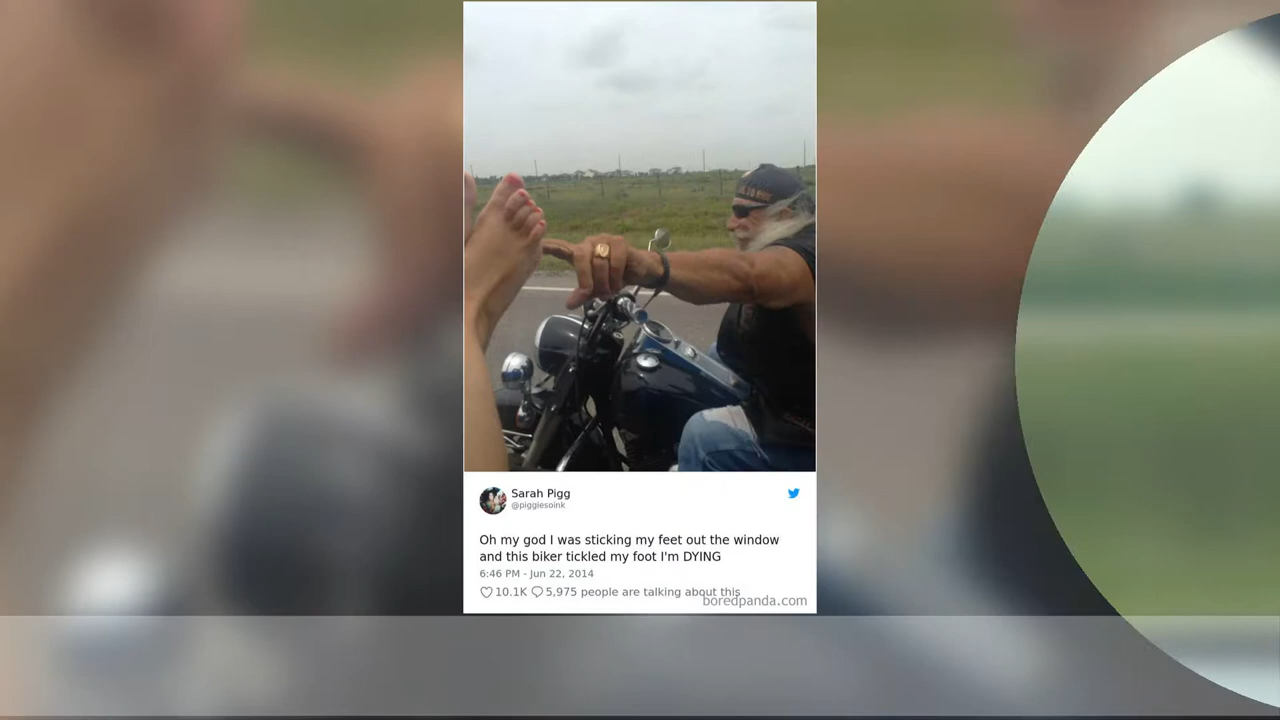 Sarah Pigg
@piggiesoink
Oh my god I was sticking my feet out the window
and this biker tickled my foot I'm DYING
6:46 PM - Jun 22, 2014
10.1K 5,975 people are talking about this
boredpanda.com